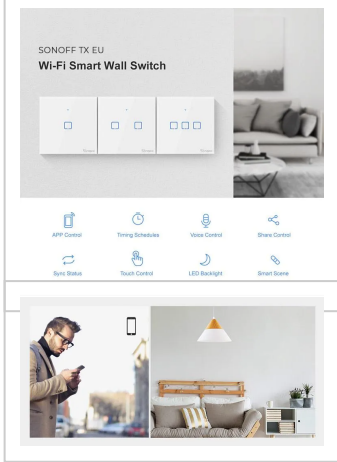 SONOFF TX EU
Wi-Fi Smart Wall Switch
APP Control
Timing Schedules
Voice Control
Share Control
Sync Status
Touch Control
LED Backlight
Smart Scene